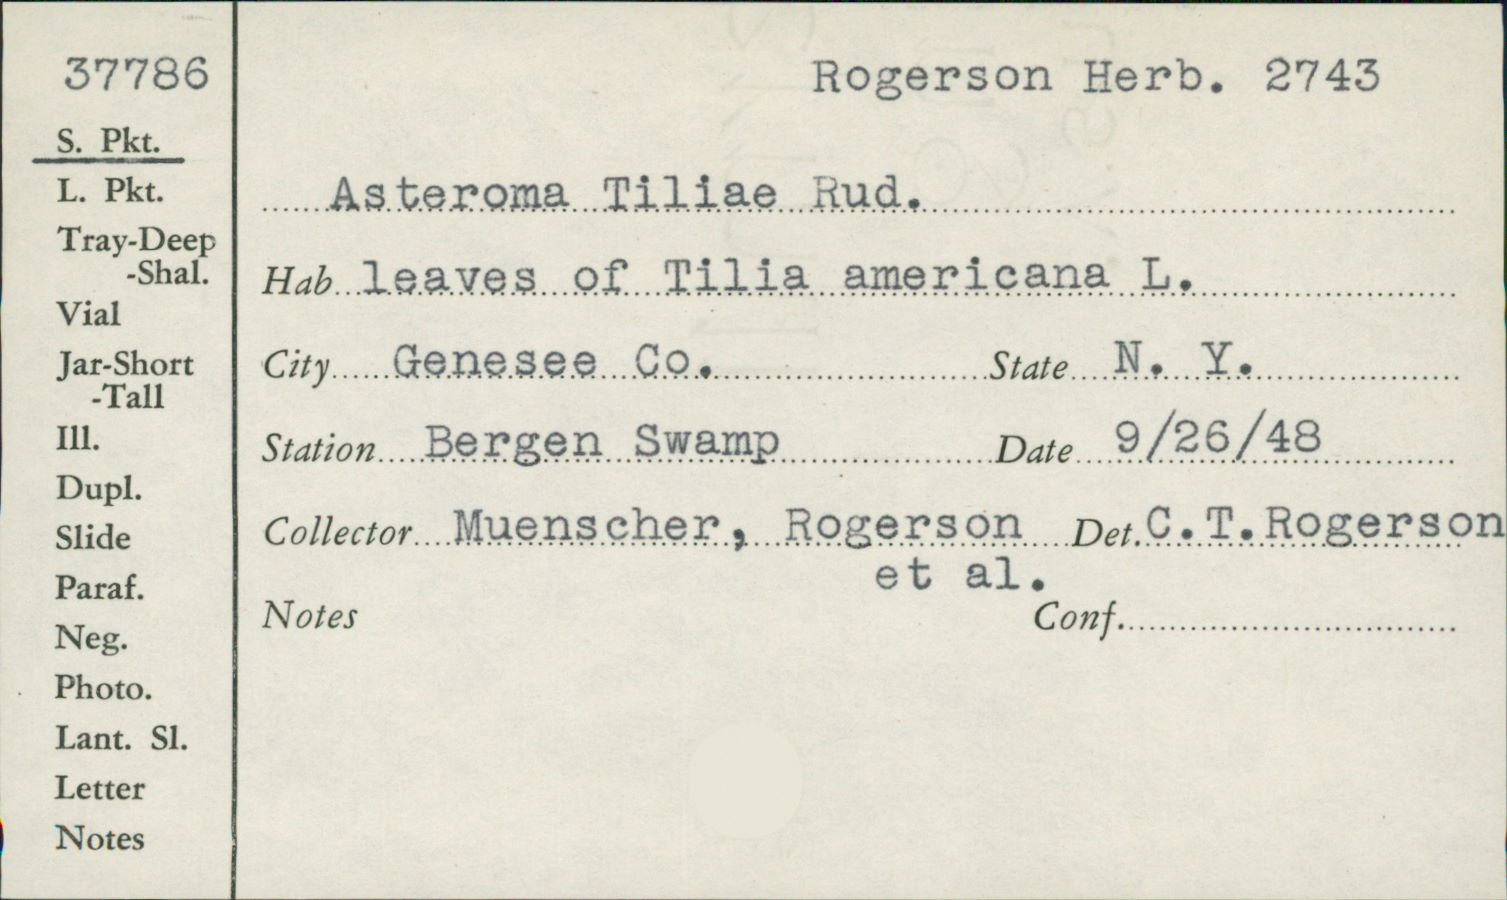 37786
Rogerson Herb. 2743
S. Pkt.
L. Pkt.
Tray-Deep
-Shal.
Vial
Jar-Short
-Tall
Ill.
Dupl.
Slide
Paraf.
Neg.
Photo.
Lant. Sl.
Letter
Notes
Asteroma Tiliae Rud.
Hab leaves of Tilia americana L.
City Genesee Co. State N. Y.
Station Bergen Swamp Date 9/26/48
Collector Muenscher, Rogerson Det. C.T.Rogerson
et al.
Notes Conf.